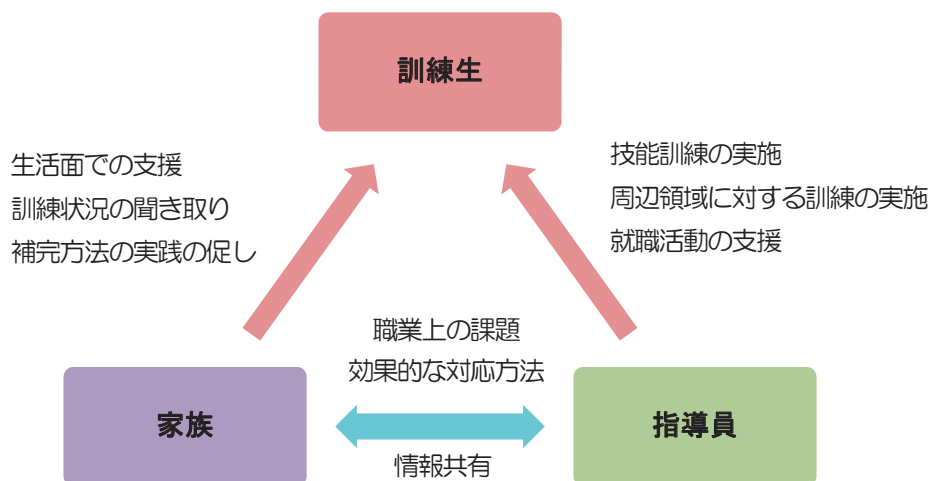 訓練生
生活面での支援
訓練状況の聞き取り
補完方法の実践の促し
技能訓練の実施
周辺領域に対する訓練の実施
就職活動の支援
職業上の課題
効果的な対応方法
家族
指導員
情報共有